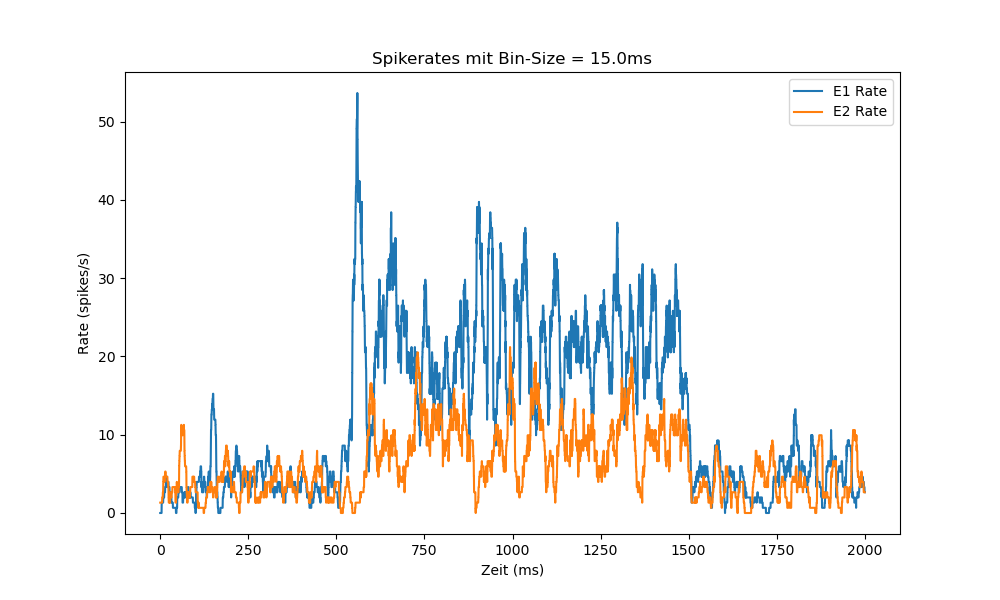 Spikerates mit Bin-Size = 15.0ms
E1 Rate
E2 Rate
50
40
30
20
10
0
Rate (spikes/s)
0 250 500 750 1000 1250 1500 1750 2000
Zeit (ms)